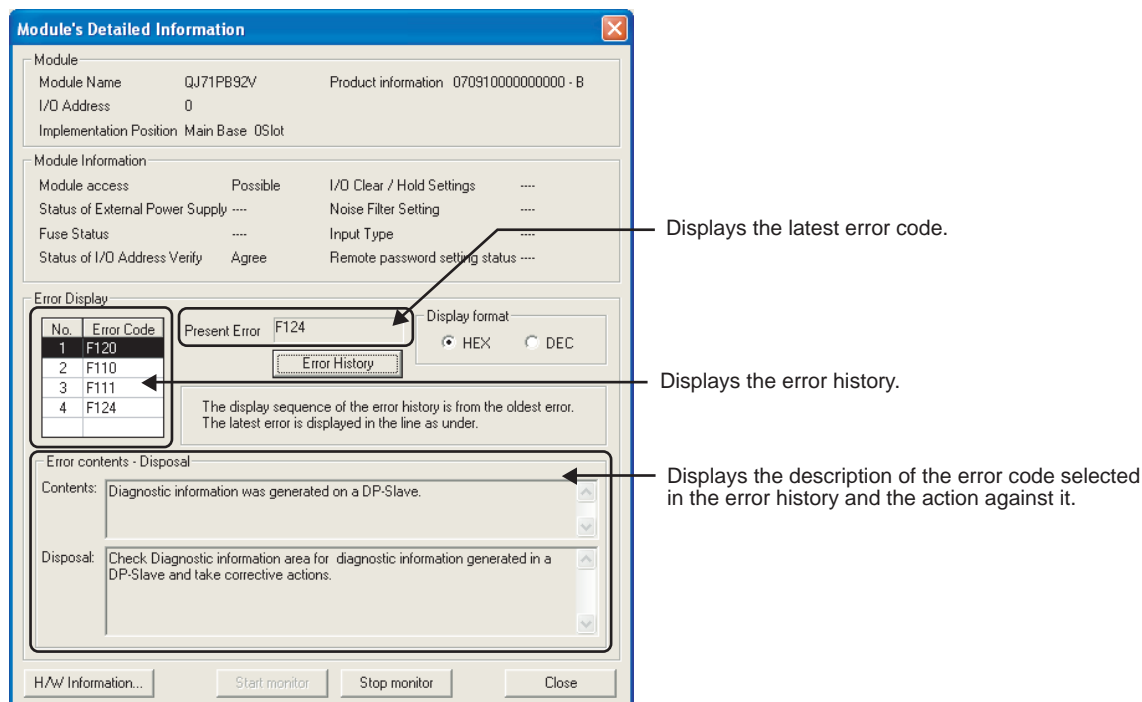 Module's Detailed Information
Module
Module Name QJ71PB92V Product information 070910000000000 - B
I/O Address 0
Implementation Position Main Base 0Slot
Module Information
Module access Possible I/O Clear / Hold Settings ----
Status of External Power Supply ---- Noise Filter Setting ----
Fuse Status ---- Input Type ----
Status of I/O Address Verify Agree Remote password setting status ----
Displays the latest error code.
Error Display
No. Error Code
1 F120
2 F110
3 F111
4 F124
Present Error F124
Display format
HEX DEC
Error History
Displays the error history.
The display sequence of the error history is from the oldest error.
The latest error is displayed in the line as under.
Error contents - Disposal
Contents: Diagnostic information was generated on a DP-Slave.
Displays the description of the error code selected
in the error history and the action against it.
Disposal: Check Diagnostic information area for diagnostic information generated in a
DP-Slave and take corrective actions.
H/W Information... Start monitor Stop monitor Close